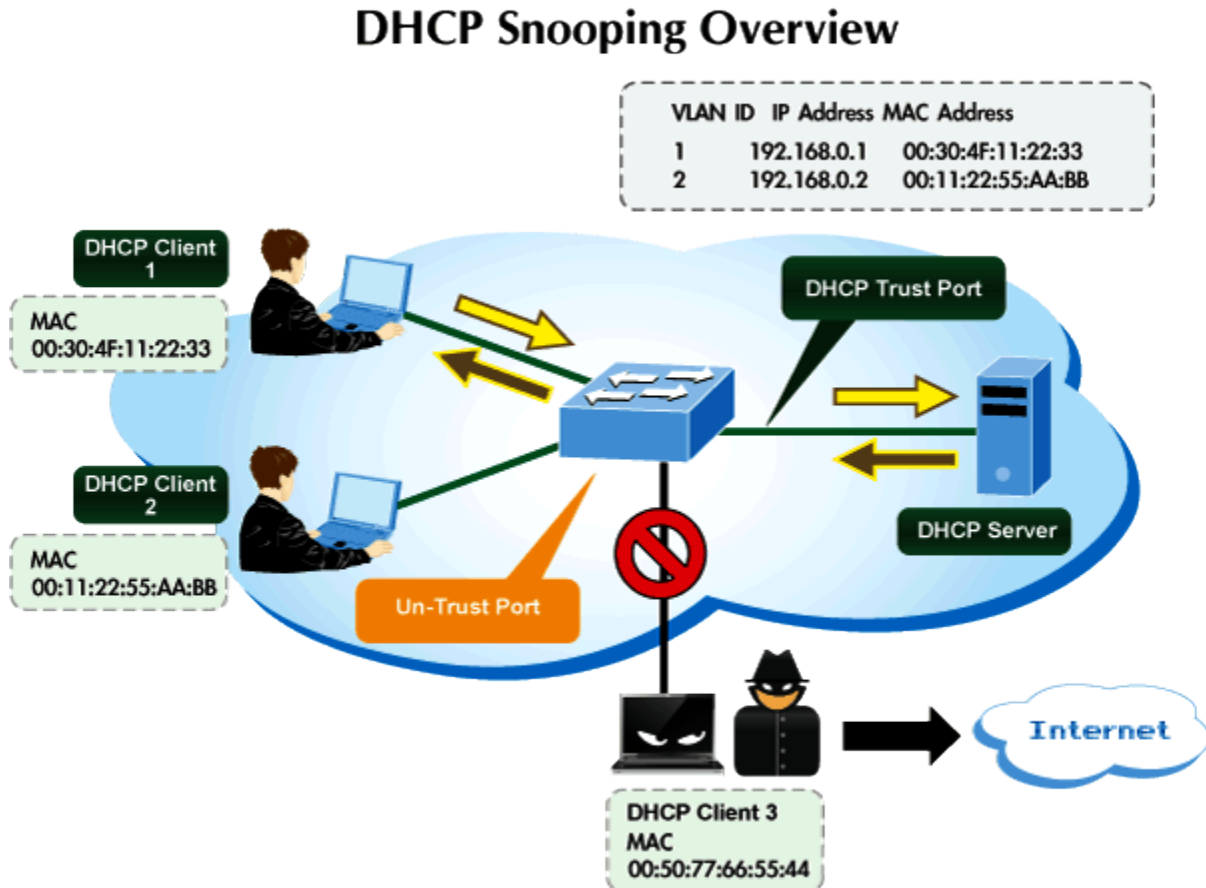 DHCP Snooping Overview
VLAN ID IP Address MAC Address
1 192.168.0.1 00:30:4F:11:22:33
2 192.168.0.2 00:11:22:55:AA:BB
DHCP Client
1
MAC
00:30:4F:11:22:33
DHCP Trust Port
DHCP Client
2
MAC
00:11:22:55:AA:BB
Un-Trust Port
DHCP Server
Internet
DHCP Client 3
MAC
00:50:77:66:55:44